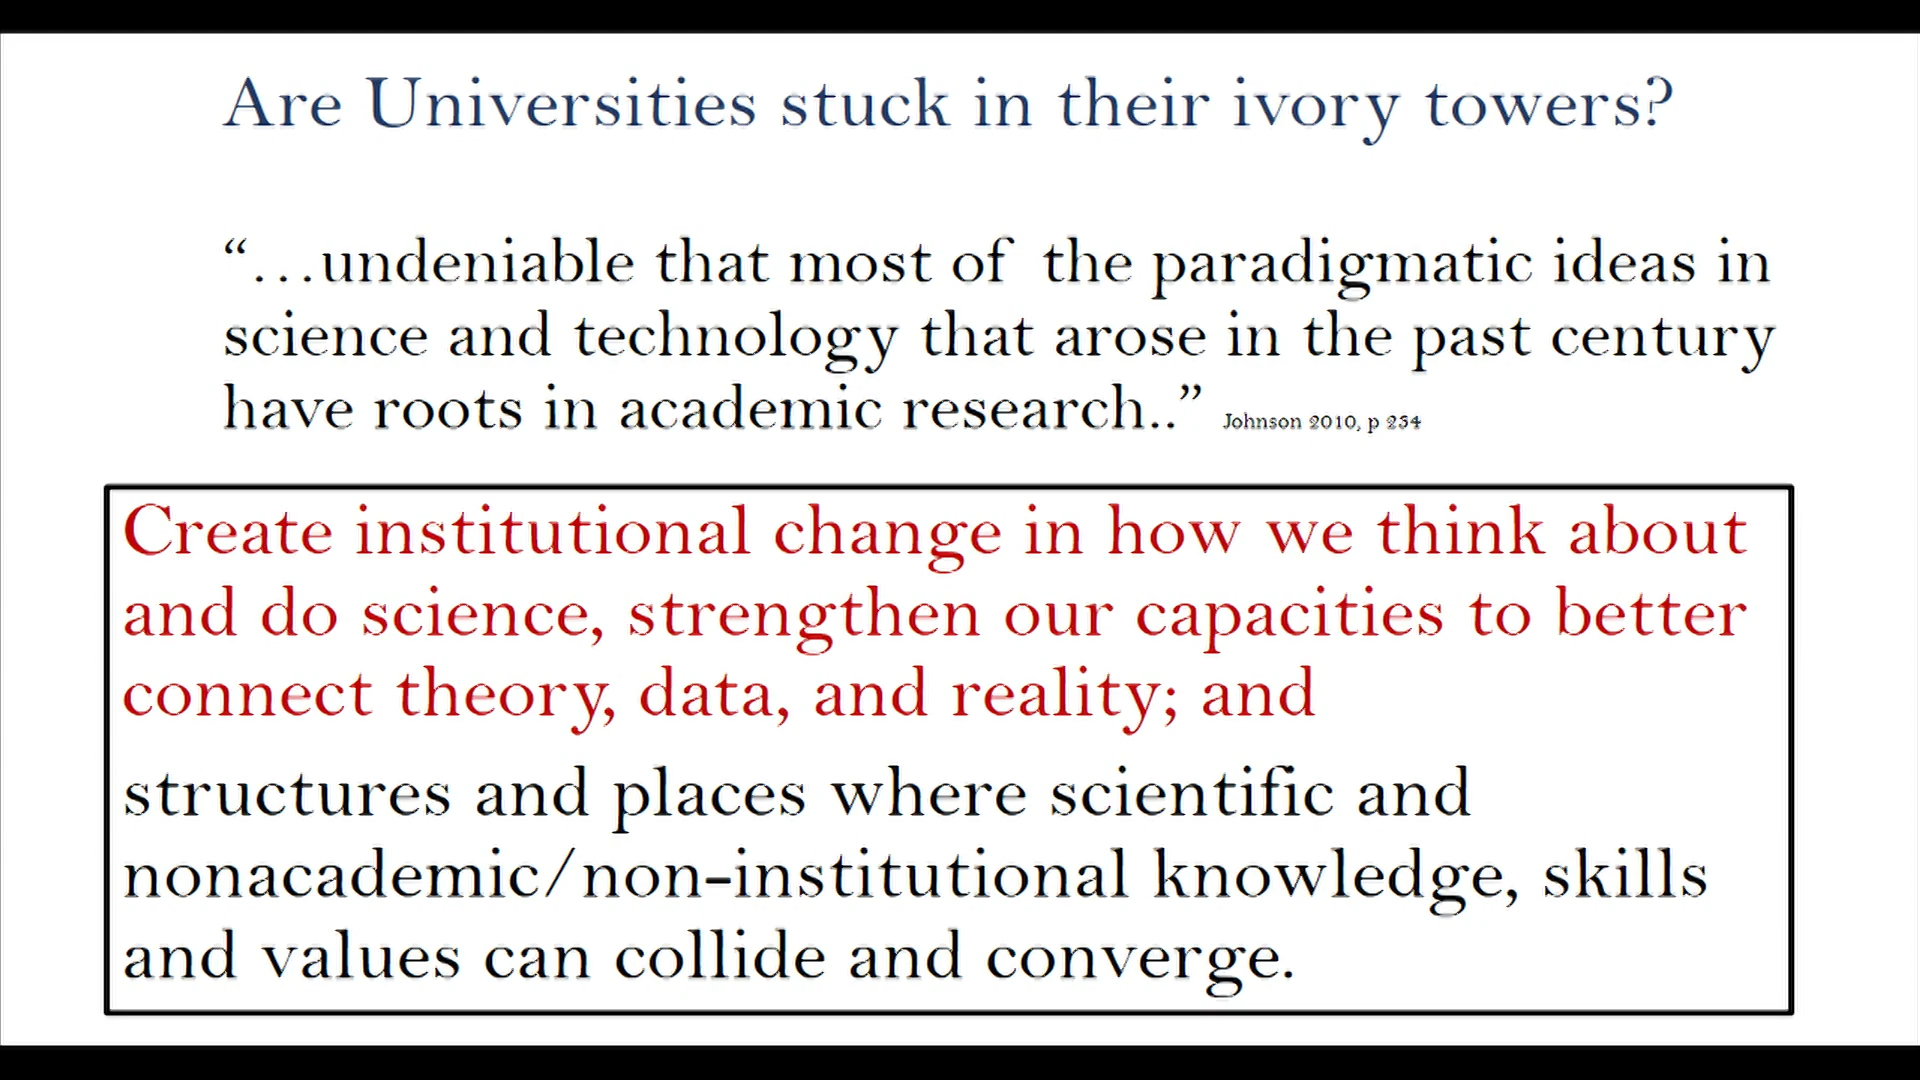 Are Universities stuck in their ivory towers?
“…undeniable that most of the paradigmatic ideas in
science and technology that arose in the past century
have roots in academic research..” Johnson 2010, p 234
Create institutional change in how we think about
and do science, strengthen our capacities to better
connect theory, data, and reality; and
structures and places where scientific and
nonacademic/non-institutional knowledge, skills
and values can collide and converge.